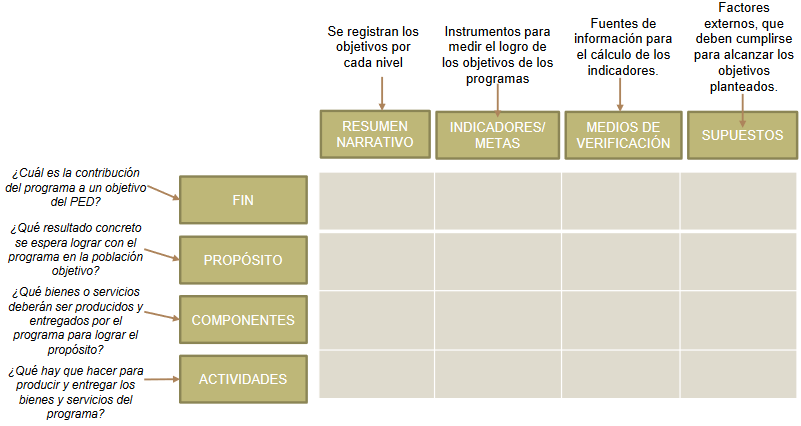 Se registran los
objetivos por
cada nivel
Instrumentos para
medir el logro de
los objetivos de los
programas
Fuentes de
información para
el cálculo de los
indicadores.
Factores
externos, que
deben cumplirse
para alcanzar los
objetivos
planteados.
RESUMEN
NARRATIVO
INDICADORES/
METAS
MEDIOS DE
VERIFICACIÓN
SUPUESTOS
¿Cuál es la contribución
del programa a un objetivo
del PED?
FIN
¿Qué resultado concreto
se espera lograr con el
programa en la población
objetivo?
PROPÓSITO
¿Qué bienes o servicios
deberán ser producidos y
entregados por el
programa para lograr el
propósito?
COMPONENTES
¿Qué hay que hacer para
producir y entregar los
bienes y servicios del
programa?
ACTIVIDADES